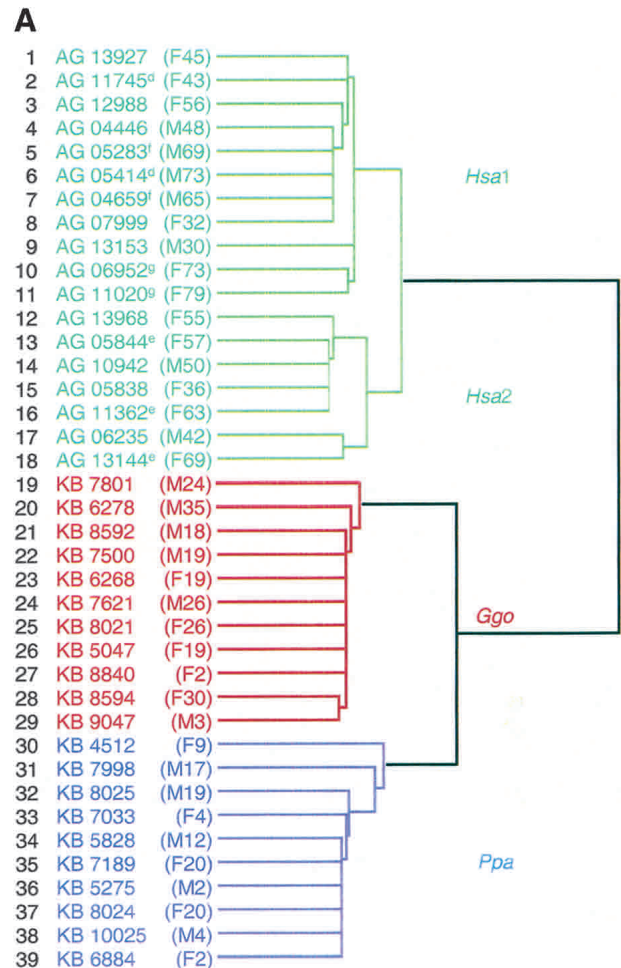 A
1 AG 13927 (F45)
2 AG 11745ᵈ (F43)
3 AG 12988 (F56)
4 AG 04446 (M48)
5 AG 05283ᶠ (M69)
Hsa1
6 AG 05414ᵈ (M73)
7 AG 04659ᶠ (M65)
8 AG 07999 (F32)
9 AG 13153 (M30)
10 AG 06952ᵍ (F73)
11 AG 11020ᵍ (F79)
12 AG 13968 (F55)
13 AG 05844ᵉ (F57)
14 AG 10942 (M50)
15 AG 05838 (F36)
Hsa2
16 AG 11362ᵉ (F63)
17 AG 06235 (M42)
18 AG 13144ᵉ (F69)
19 KB 7801 (M24)
20 KB 6278 (M35)
21 KB 8592 (M18)
22 KB 7500 (M19)
23 KB 6268 (F19)
24 KB 7621 (M26)
Ggo
25 KB 8021 (F26)
26 KB 5047 (F19)
27 KB 8840 (F2)
28 KB 8594 (F30)
29 KB 9047 (M3)
30 KB 4512 (F9)
31 KB 7998 (M17)
32 KB 8025 (M19)
33 KB 7033 (F4)
34 KB 5828 (M12)
35 KB 7189 (F20)
Ppa
36 KB 5275 (M2)
37 KB 8024 (F20)
38 KB 10025 (M4)
39 KB 6884 (F2)